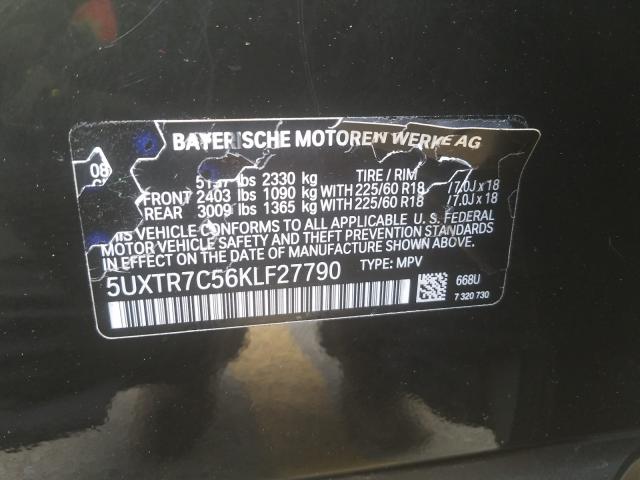 BAYERISCHE MOTOREN WERKE AG
08
lbs 2330 kg TIRE / RIM
FRONT 2403 lbs 1090 kg WITH 225/60 R18 /7.0J x 18
REAR 3009 lbs 1365 kg WITH 225/60 R18 /7.0J x 18
THIS VEHICLE CONFORMS TO ALL APPLICABLE U. S. FEDERAL
MOTOR VEHICLE SAFETY AND THEFT PREVENTION STANDARDS
IN EFFECT ON THE DATE OF MANUFACTURE SHOWN ABOVE.
5UXTR7C56KLF27790 TYPE: MPV
668U
7 320 730